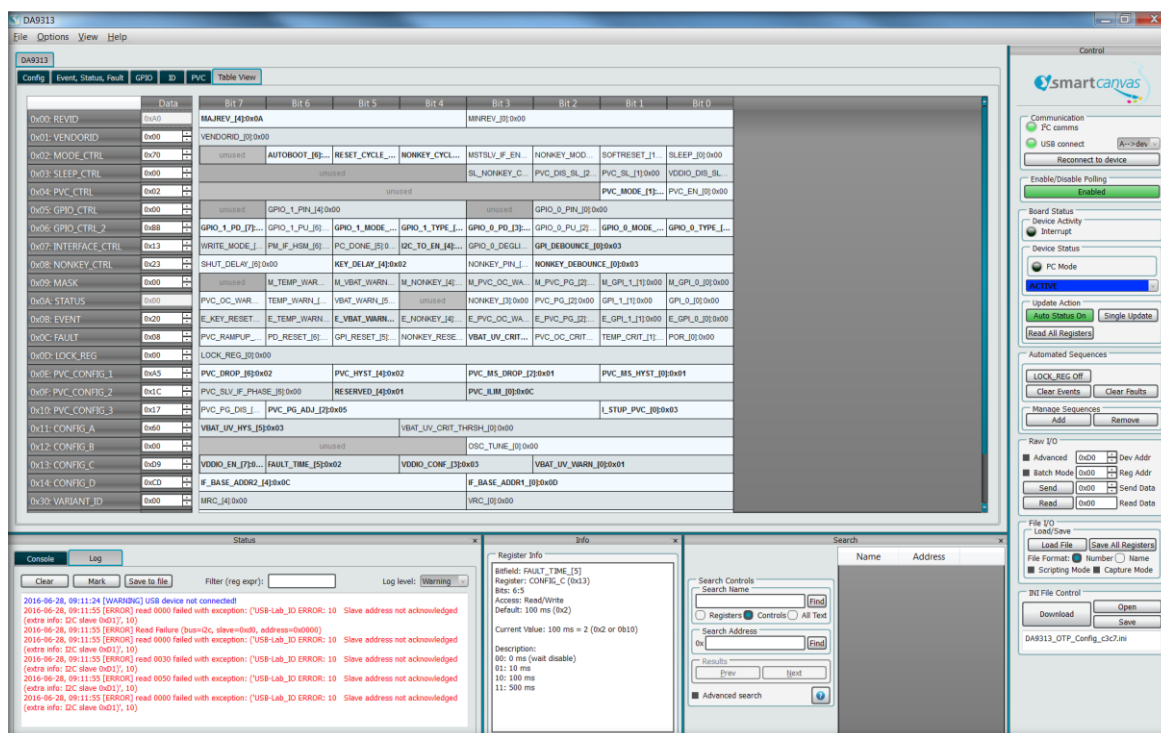 DA9313
File Options View Help
DA9313
Config Event, Status, Fault GPIO ID PVC Table View
Data Bit 7 Bit 6 Bit 5 Bit 4 Bit 3 Bit 2 Bit 1 Bit 0
0x00: REVID 0xA0 MAJREV_[4]:0x0A MINREV_[0]:0x00
0x01: VENDORID 0x00 VENDORID_[0]:0x00
0x02: MODE_CTRL 0x70 unused AUTOBOOT_[6]:... RESET_CYCLE_... NONKEY_CYCL... MSTSLV_IF_EN... NONKEY_MOD... SOFTRESET_[1... SLEEP_[0]:0x00
0x03: SLEEP_CTRL 0x00 unused SL_NONKEY_C... PVC_DIS_SL_[2... PVC_SL_[1]:0x00 VDDIO_DIS_SL...
0x04: PVC_CTRL 0x02 unused PVC_MODE_[1]:... PVC_EN_[0]:0x00
0x05: GPIO_CTRL 0x00 unused GPIO_1_PIN_[4]:0x00 unused GPIO_0_PIN_[0]:0x00
0x06: GPIO_CTRL_2 0xBB GPIO_1_PD_[7]:... GPIO_1_PU_[6]:... GPIO_1_MODE_... GPIO_1_TYPE_[... GPIO_0_PD_[3]:... GPIO_0_PU_[2]:... GPIO_0_MODE_... GPIO_0_TYPE_[...
0x07: INTERFACE_CTRL 0x13 WRITE_MODE_[... PM_IF_HSM_[6]:... PC_DONE_[5]:0... I2C_TO_EN_[4]:... GPIO_0_DEGLI... GPI_DEBOUNCE_[0]:0x03
0x08: NONKEY_CTRL 0x23 SHUT_DELAY_[6]:0x00 KEY_DELAY_[4]:0x02 NONKEY_PIN_[... NONKEY_DEBOUNCE_[0]:0x03
0x09: MASK 0x00 unused M_TEMP_WAR... M_VBAT_WARN... M_NONKEY_[4]:... M_PVC_OC_WA... M_PVC_PG_[2]:... M_GPI_1_[1]:0x00 M_GPI_0_[0]:0x00
0x0A: STATUS 0x00 PVC_OC_WAR... TEMP_WARN_[... VBAT_WARN_[5... unused NONKEY_[3]:0x00 PVC_PG_[2]:0x00 GPI_1_[1]:0x00 GPI_0_[0]:0x00
0x0B: EVENT 0x20 E_KEY_RESET... E_TEMP_WARN... E_VBAT_WARN... E_NONKEY_[4]:... E_PVC_OC_WA... E_PVC_PG_[2]:... E_GPI_1_[1]:0x00 E_GPI_0_[0]:0x00
0x0C: FAULT 0x08 PVC_RAMPUP_... PD_RESET_[6]:... GPI_RESET_[5]:... NONKEY_RESE... VBAT_UV_CRIT... PVC_OC_CRIT... TEMP_CRIT_[1]:... POR_[0]:0x00
0x0D: LOCK_REG 0x00 LOCK_REG_[0]:0x00
0x0E: PVC_CONFIG_1 0xA5 PVC_DROP_[6]:0x02 PVC_HYST_[4]:0x02 PVC_MS_DROP_[2]:0x01 PVC_MS_HYST_[0]:0x01
0x0F: PVC_CONFIG_2 0x1C PVC_SLV_IF_PHASE_[6]:0x00 RESERVED_[4]:0x01 PVC_ILIM_[0]:0x0C
0x10: PVC_CONFIG_3 0x17 PVC_PG_DIS_[... PVC_PG_ADJ_[2]:0x05 I_STUP_PVC_[0]:0x03
0x11: CONFIG_A 0x60 VBAT_UV_HYS_[5]:0x03 VBAT_UV_CRIT_THRSH_[0]:0x00
0x12: CONFIG_B 0x00 unused OSC_TUNE_[0]:0x00
0x13: CONFIG_C 0xD9 VDDIO_EN_[7]:0... FAULT_TIME_[5]:0x02 VDDIO_CONF_[3]:0x03 VBAT_UV_WARN_[0]:0x01
0x14: CONFIG_D 0xCD IF_BASE_ADDR2_[4]:0x0C IF_BASE_ADDR1_[0]:0x0D
0x30: VARIANT_ID 0x00 MRC_[4]:0x00 VRC_[0]:0x00
Status
Console Log
Clear Mark Save to file Filter (reg expr): Log level: Warning
2016-06-28, 09:11:24 [WARNING] USB device not connected!
2016-06-28, 09:11:55 [ERROR] read 0000 failed with exception: ('USB-Lab_IO ERROR: 10 Slave address not acknowledged
(extra info: I2C slave 0xD1)', 10)
2016-06-28, 09:11:55 [ERROR] Read Failure (bus=i2c, slave=0xd0, address=0x0000)
2016-06-28, 09:11:55 [ERROR] read 0000 failed with exception: ('USB-Lab_IO ERROR: 10 Slave address not acknowledged
(extra info: I2C slave 0xD1)', 10)
2016-06-28, 09:11:55 [ERROR] read 0030 failed with exception: ('USB-Lab_IO ERROR: 10 Slave address not acknowledged
(extra info: I2C slave 0xD1)', 10)
2016-06-28, 09:11:55 [ERROR] read 0050 failed with exception: ('USB-Lab_IO ERROR: 10 Slave address not acknowledged
(extra info: I2C slave 0xD1)', 10)
2016-06-28, 09:11:55 [ERROR] read 0000 failed with exception: ('USB-Lab_IO ERROR: 10 Slave address not acknowledged
(extra info: I2C slave 0xD1)', 10)
Info
Register Info
Bitfield: FAULT_TIME_[5]
Register: CONFIG_C (0x13)
Bits: 6:5
Access: Read/Write
Default: 100 ms (0x2)
Current Value: 100 ms = 2 (0x2 or 0b10)
Description:
00: 0 ms (wait disable)
01: 10 ms
10: 100 ms
11: 500 ms
Search
Search Controls
Search Name
Find
Registers Controls All Text
Search Address
0x Find
Results
Prev Next
Advanced search
Name Address
Control
smartcanvas
Communication
I²C comms
USB connect A-->dev
Reconnect to device
Enable/Disable Polling
Enabled
Board Status
Device Activity
Interrupt
Device Status
PC Mode
ACTIVE
Update Action
Auto Status On Single Update
Read All Registers
Automated Sequences
LOCK_REG Off
Clear Events Clear Faults
Manage Sequences
Add Remove
Raw I/O
Advanced 0xD0 Dev Addr
Batch Mode 0x00 Reg Addr
Send 0x00 Send Data
Read 0x00 Read Data
File I/O
Load/Save
Load File Save All Registers
File Format: Number Name
Scripting Mode Capture Mode
INI File Control
Download Open
Save
DA9313_OTP_Config_c3c7.ini